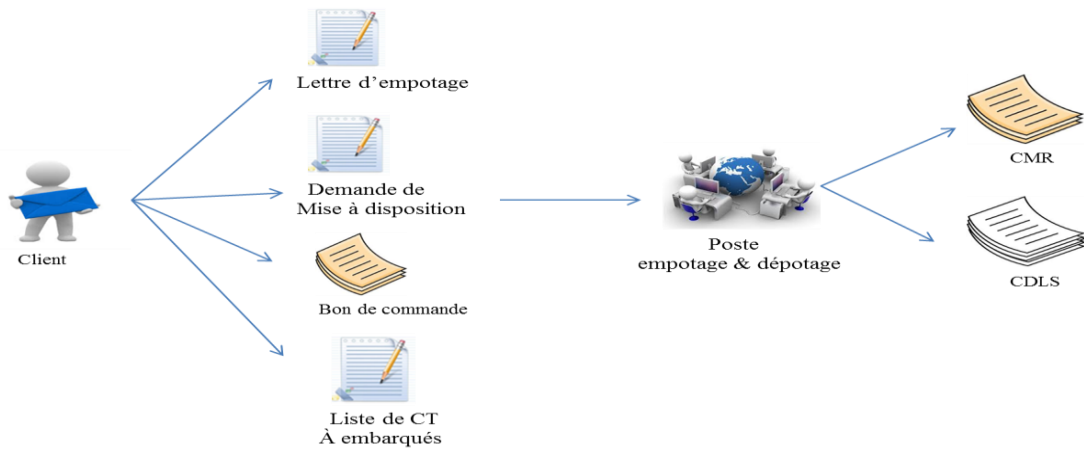 Client
Lettre d'empotage
Demande de
Mise à disposition
Bon de commande
Liste de CT
À embarqués
Poste
empotage & dépotage
CMR
CDLS